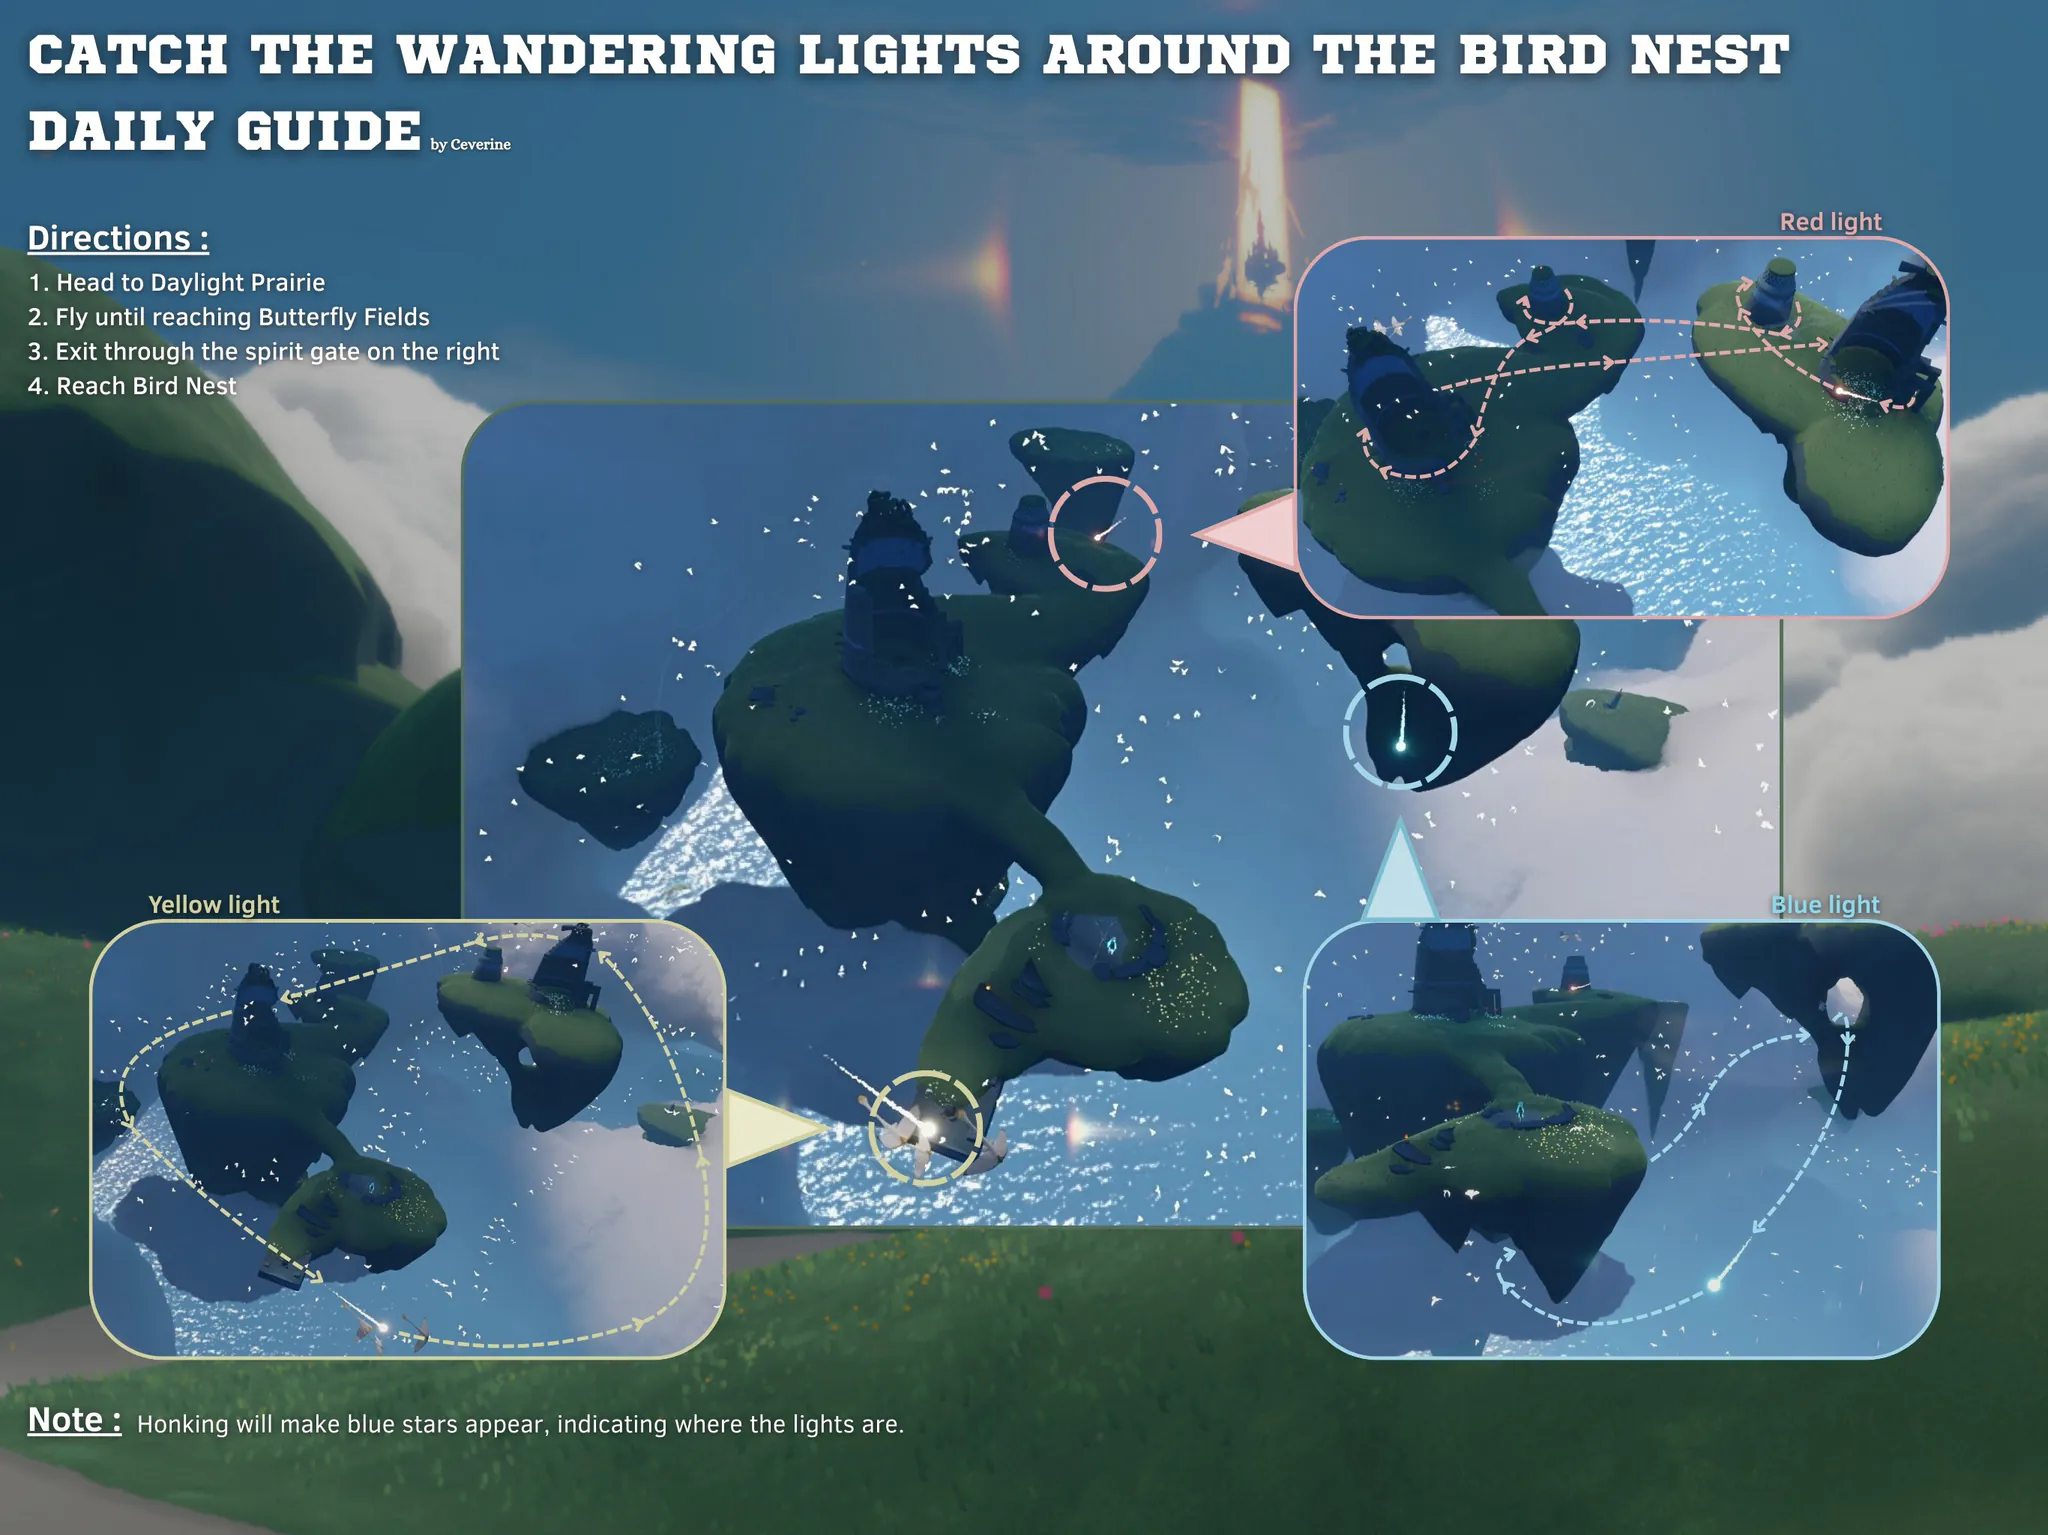 CATCH THE WANDERING LIGHTS AROUND THE BIRD NEST
DAILY GUIDE by Ceverine
Directions :
1. Head to Daylight Prairie
2. Fly until reaching Butterfly Fields
3. Exit through the spirit gate on the right
4. Reach Bird Nest
Red light
Yellow light
Blue light
Note : Honking will make blue stars appear, indicating where the lights are.